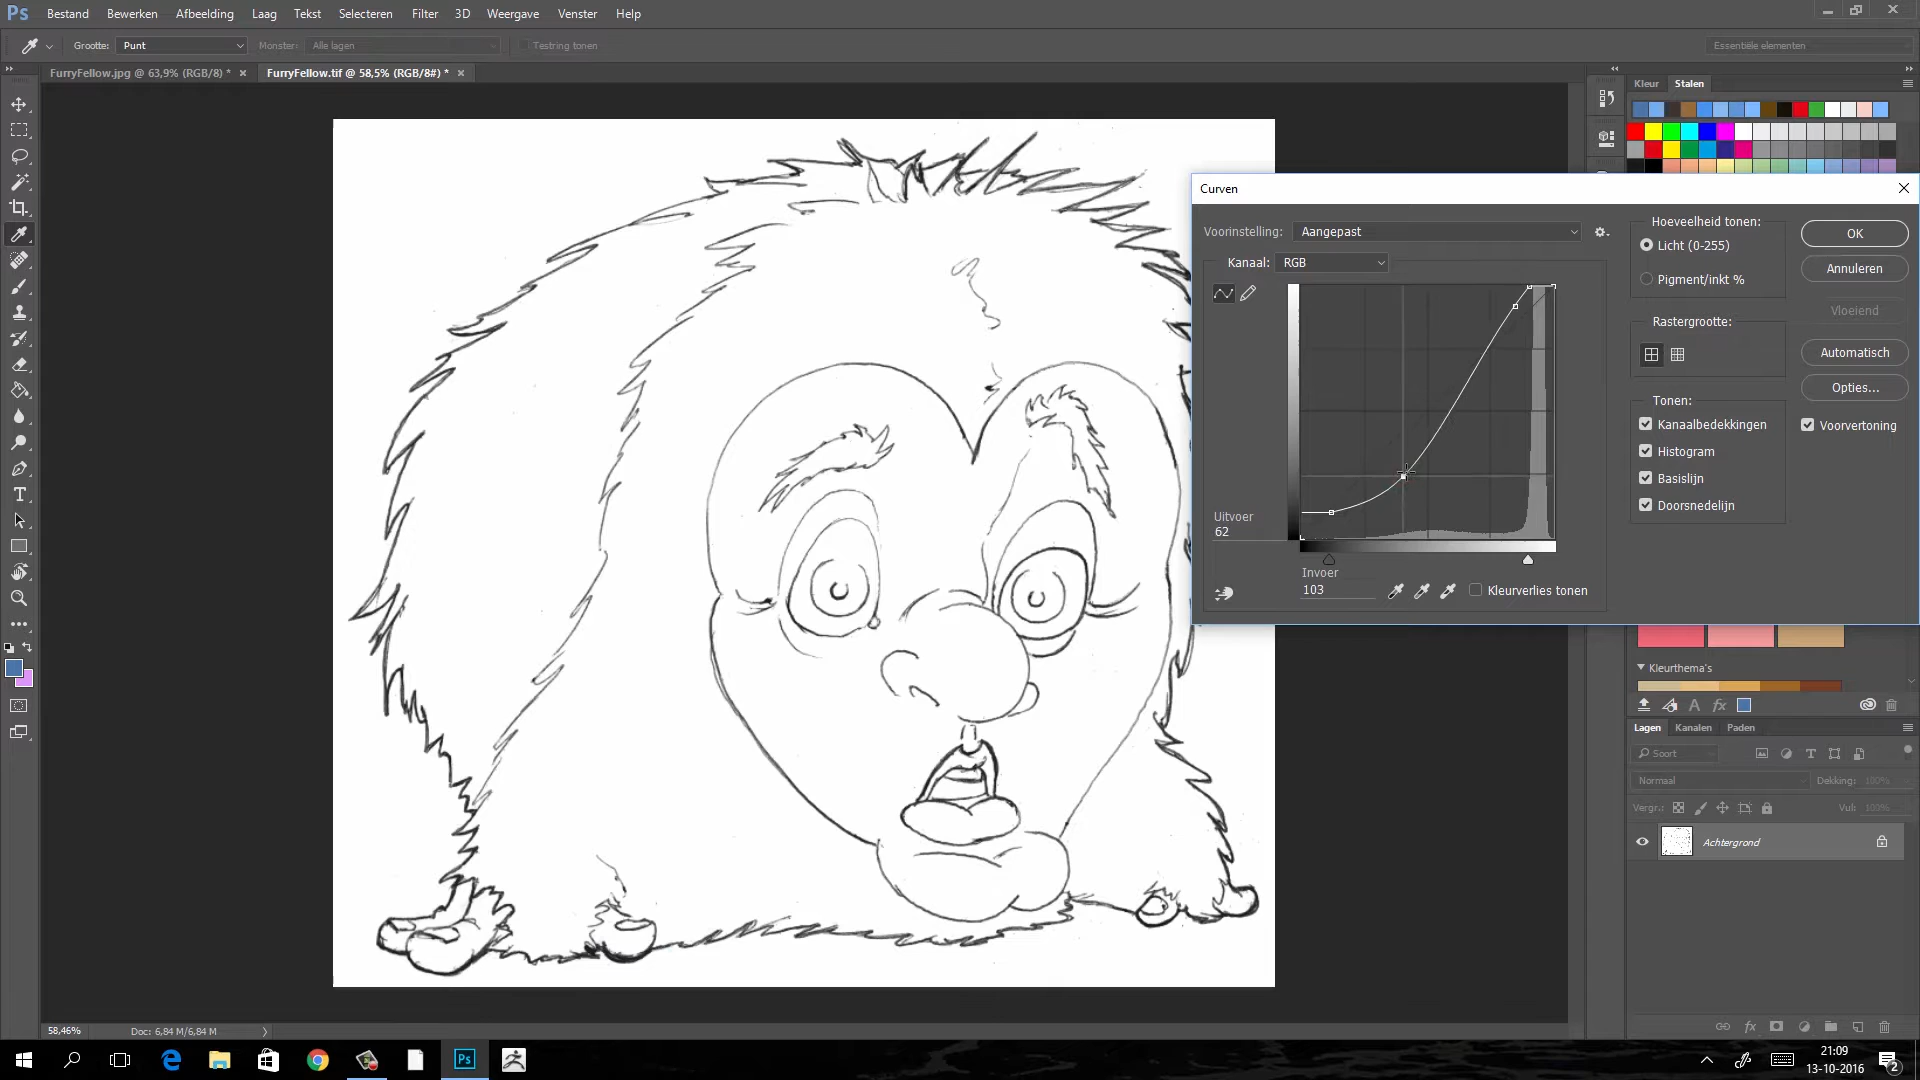 Ps Bestand Bewerken Afbeelding Laag Tekst Selecteren Filter 3D Weergave Venster Help
Grootte: Punt Monster: Alle lagen Testring tonen Essentiële elementen
FurryFellow.jpg @ 63,9% (RGB/8) * FurryFellow.tif @ 58,5% (RGB/8#) *
Kleur Stalen
Curven
Voorinstelling: Aangepast
Kanaal: RGB
Uitvoer
62
Invoer
103
Kleurverlies tonen
Hoeveelheid tonen:
Licht (0-255)
Pigment/inkt %
Rastergrootte:
Tonen:
Kanaalbedekkingen
Histogram
Basislijn
Doorsnedelijn
OK
Annuleren
Vloeiend
Automatisch
Opties...
Voorvertoning
Kleurthema's
Lagen Kanalen Paden
Soort
Normaal Dekking: 100%
Vergr.: Vul: 100%
Achtergrond
58,46% Doc: 6,84 M/6,84 M
Ps
21:09
13-10-2016
2